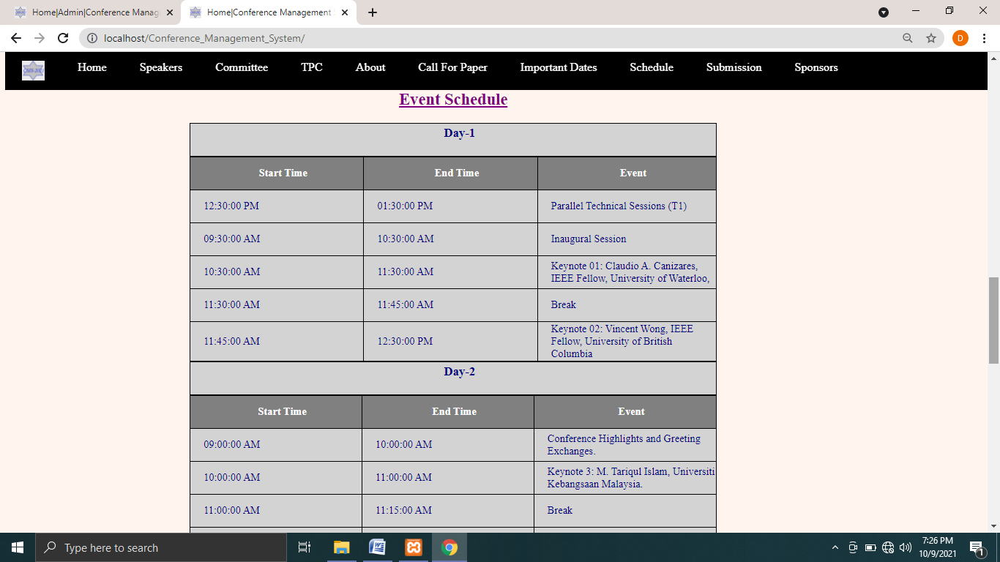 Home|Admin|Conference Manag
Home|Conference Management
localhost/Conference_Management_System/
D
Home Speakers Committee TPC About Call For Paper Important Dates Schedule Submission Sponsors
Event Schedule
Day-1
Start Time End Time Event
12:30:00 PM 01:30:00 PM Parallel Technical Sessions (T1)
09:30:00 AM 10:30:00 AM Inaugural Session
10:30:00 AM 11:30:00 AM Keynote 01: Claudio A. Canizares,
IEEE Fellow, University of Waterloo,
11:30:00 AM 11:45:00 AM Break
11:45:00 AM 12:30:00 PM Keynote 02: Vincent Wong, IEEE
Fellow, University of British
Columbia
Day-2
Start Time End Time Event
09:00:00 AM 10:00:00 AM Conference Highlights and Greeting
Exchanges.
10:00:00 AM 11:00:00 AM Keynote 3: M. Tariqul Islam, Universiti
Kebangsaan Malaysia.
11:00:00 AM 11:15:00 AM Break
Type here to search
7:26 PM
10/9/2021
1